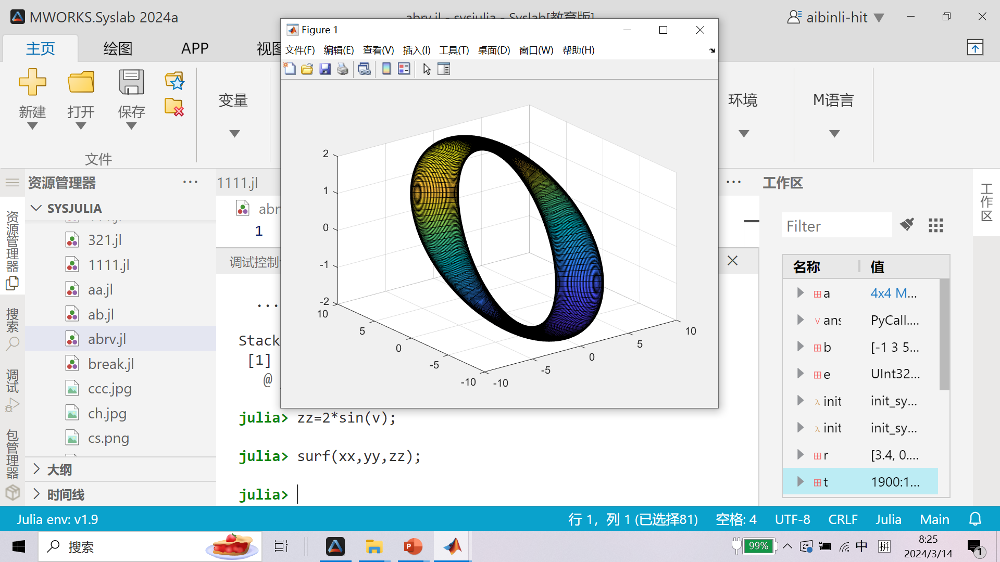 MWORKS.Syslab 2024a
abrv.jl - sysjulia - Syslab[教育版]
aibinli-hit
主页
绘图
APP
视图
新建
打开
保存
文件
变量
环境
M语言
Figure 1
文件(F) 编辑(E) 查看(V) 插入(I) 工具(T) 桌面(D) 窗口(W) 帮助(H)
2
1
0
-1
-2
10
5
0
-5
-10
-10
-5
0
5
10
资源管理器
搜索
调试
包管理器
资源管理器
···
SYSJULIA
321.jl
1111.jl
aa.jl
ab.jl
abrv.jl
break.jl
ccc.jpg
ch.jpg
cs.png
大纲
时间线
1111.jl
abr
1
调试控制
...
Stack
[1]
@
julia> zz=2*sin(v);
julia> surf(xx,yy,zz);
julia>
···
工作区
工作区
Filter
名称 值
a 4x4 M...
v ans PyCall....
b [-1 3 5...
e UInt32...
λ init init_sy...
λ init init_sy...
r [3.4, 0....
t 1900:1...
Julia env: v1.9
行 1，列 1 (已选择81)
空格: 4
UTF-8
CRLF
Julia
Main
搜索
P
99%
中
拼
8:25
2024/3/14
1